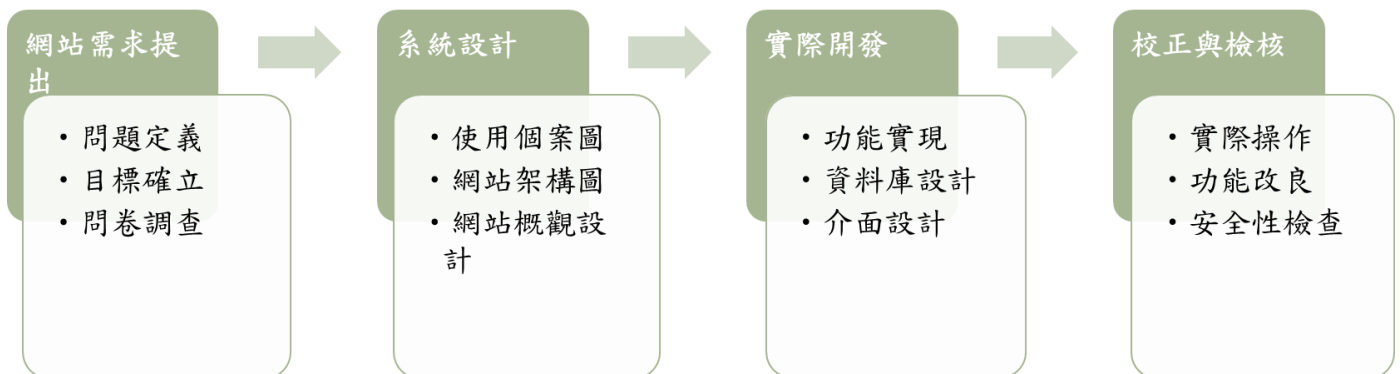 網站需求提
出
• 問題定義
• 目標確立
• 問卷調查
系統設計
• 使用個案圖
• 網站架構圖
• 網站概觀設
計
實際開發
• 功能實現
• 資料庫設計
• 介面設計
校正與檢核
• 實際操作
• 功能改良
• 安全性檢查